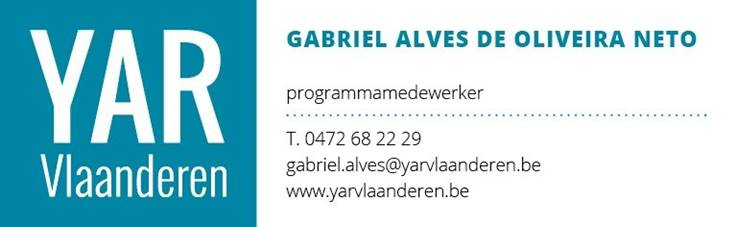 YAR
Vlaanderen
GABRIEL ALVES DE OLIVEIRA NETO
programmamedewerker
T. 0472 68 22 29
gabriel.alves@yarvlaanderen.be
www.yarvlaanderen.be